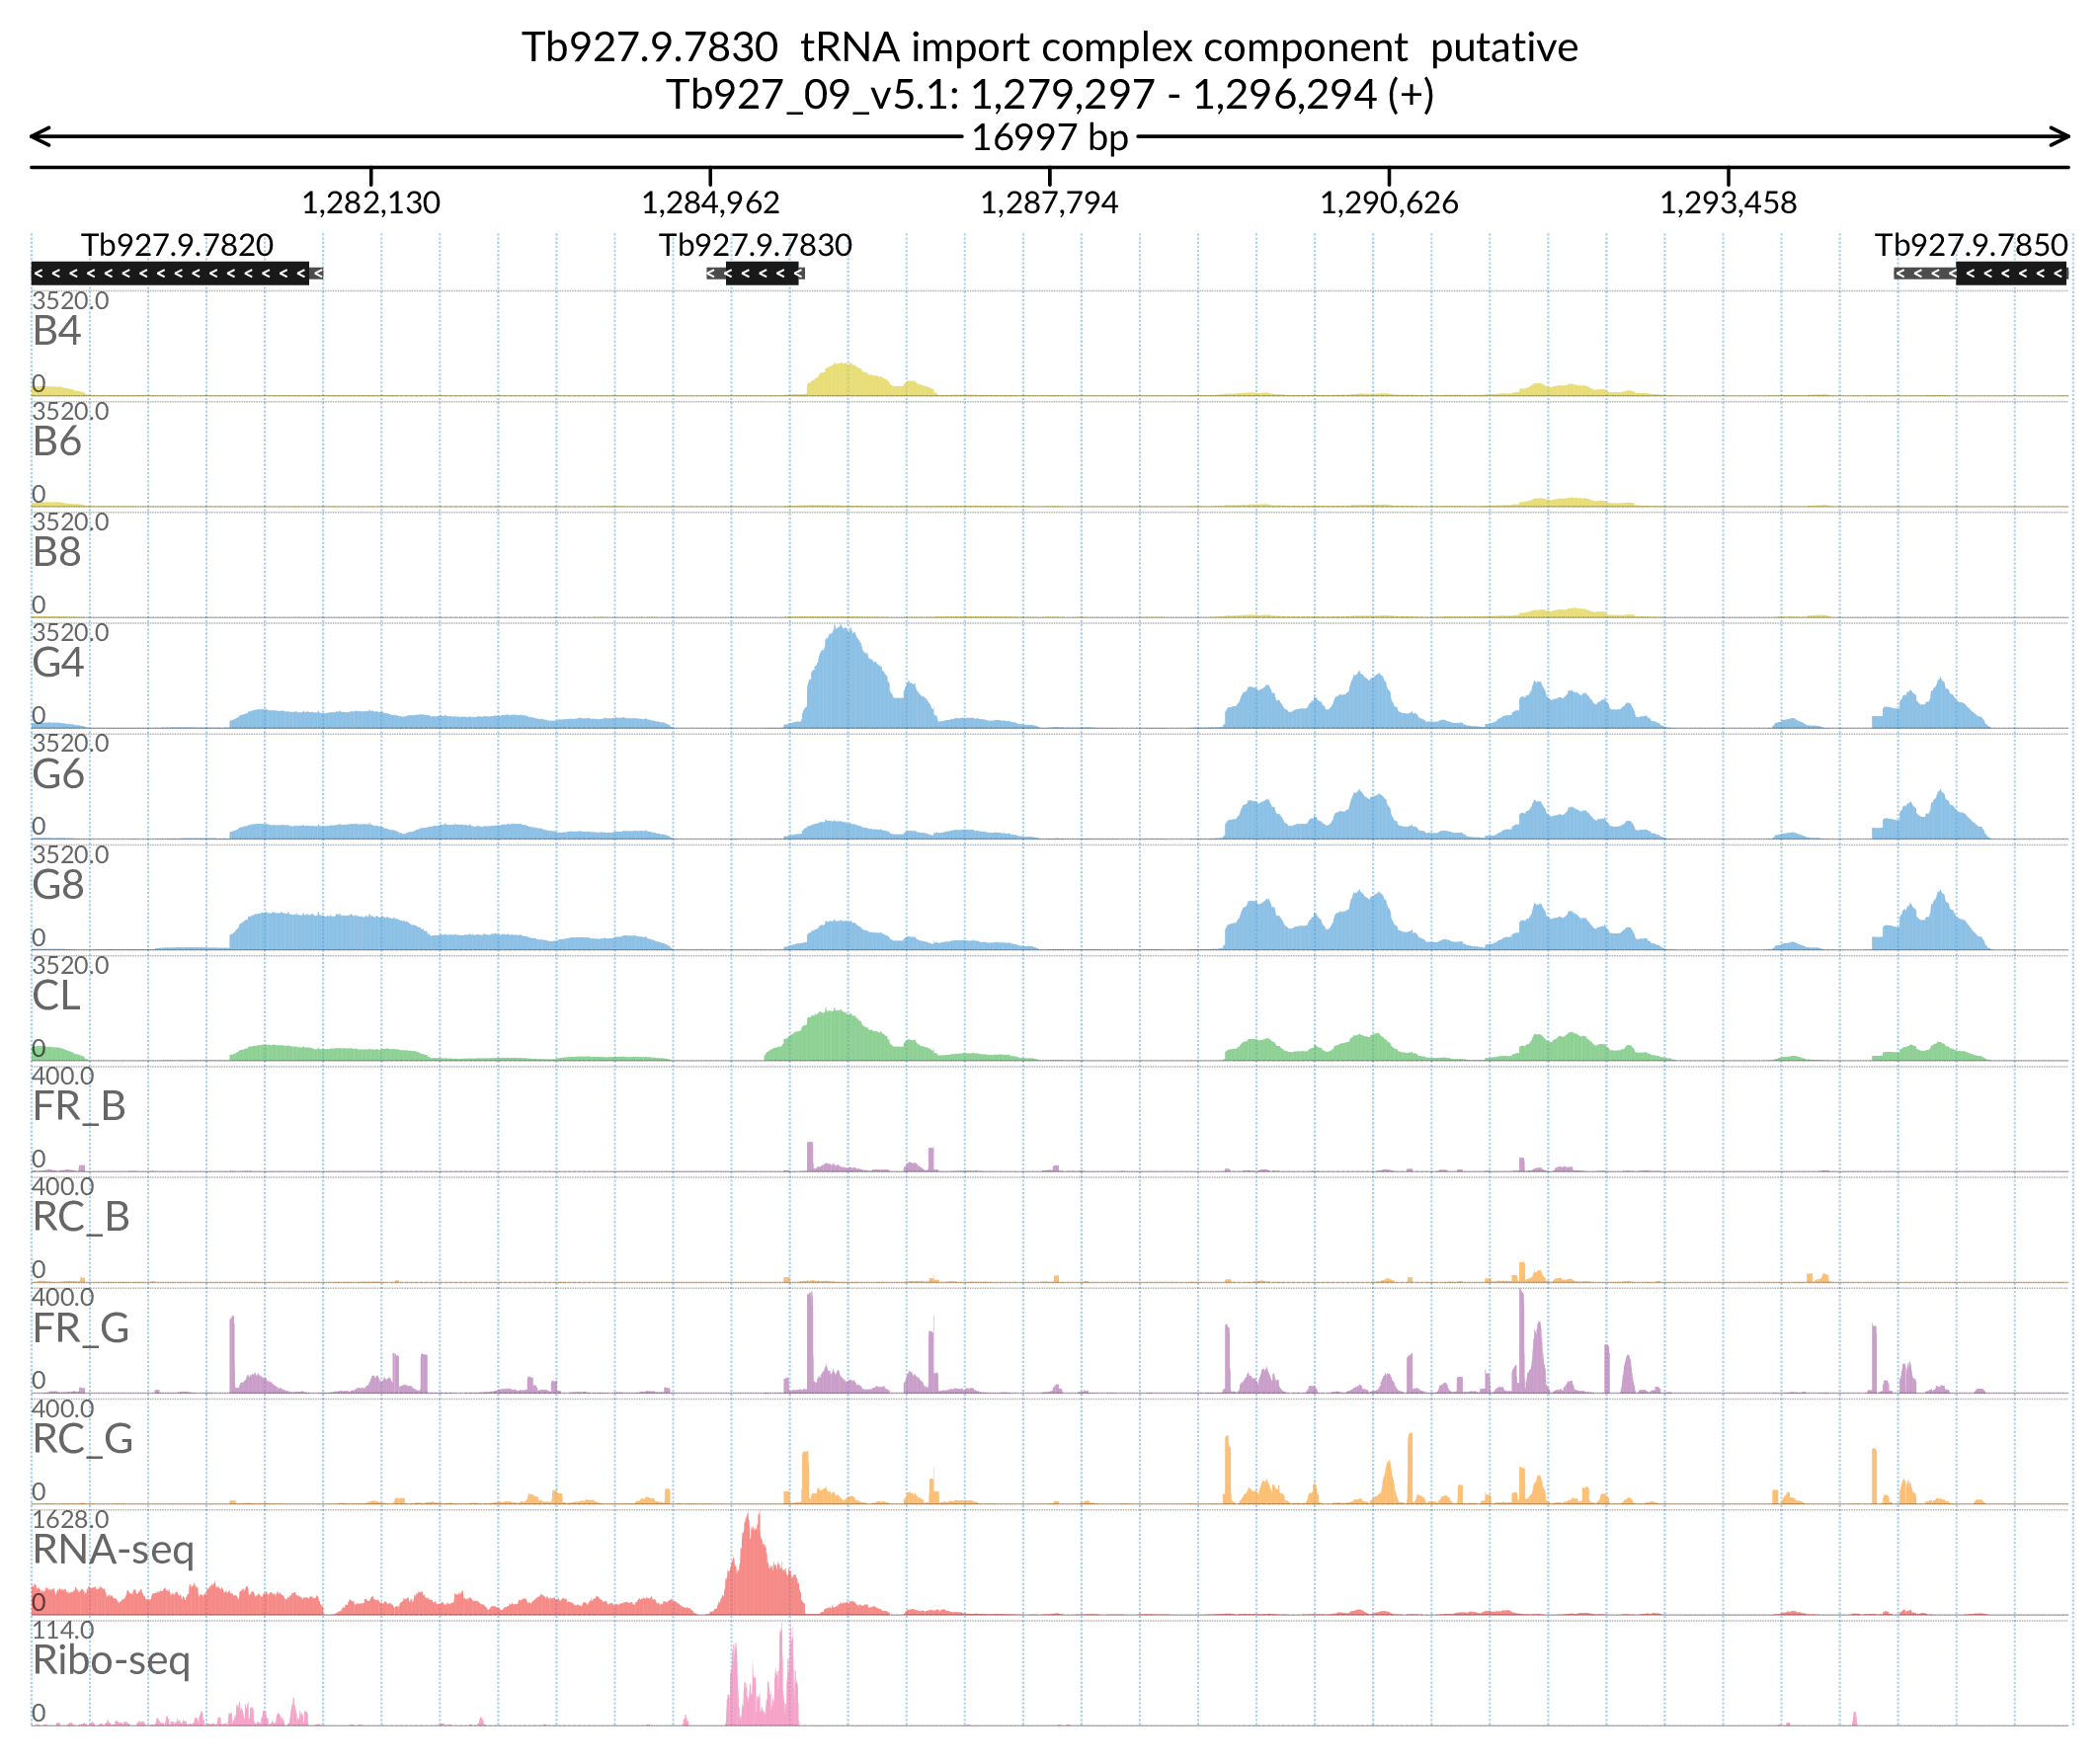 Tb927.9.7830 tRNA import complex component putative
Tb927_09_v5.1: 1,279,297 - 1,296,294 (+)
16997 bp
1,282,130 1,284,962 1,287,794 1,290,626 1,293,458
Tb927.9.7820 Tb927.9.7830 Tb927.9.7850
3520.0
B4
0
3520.0
B6
0
3520.0
B8
0
3520.0
G4
0
3520.0
G6
0
3520.0
G8
0
3520.0
CL
0
400.0
FR_B
0
400.0
RC_B
0
400.0
FR_G
0
400.0
RC_G
0
1628.0
RNA-seq
0
114.0
Ribo-seq
0